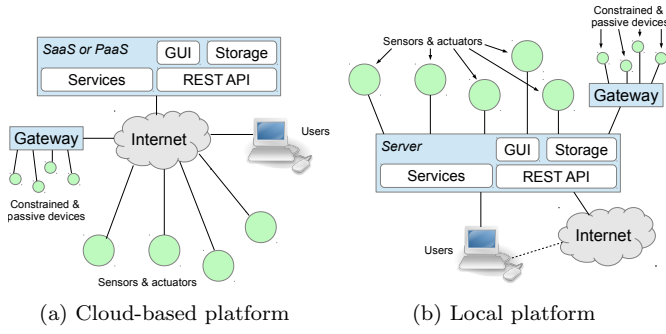 SaaS or PaaS
GUI
Storage
Services
REST API
Gateway
Internet
Users
Constrained &
passive devices
Sensors & actuators
(a) Cloud-based platform
Constrained &
passive devices
Sensors & actuators
Gateway
Server
GUI
Storage
Services
REST API
Users
Internet
(b) Local platform